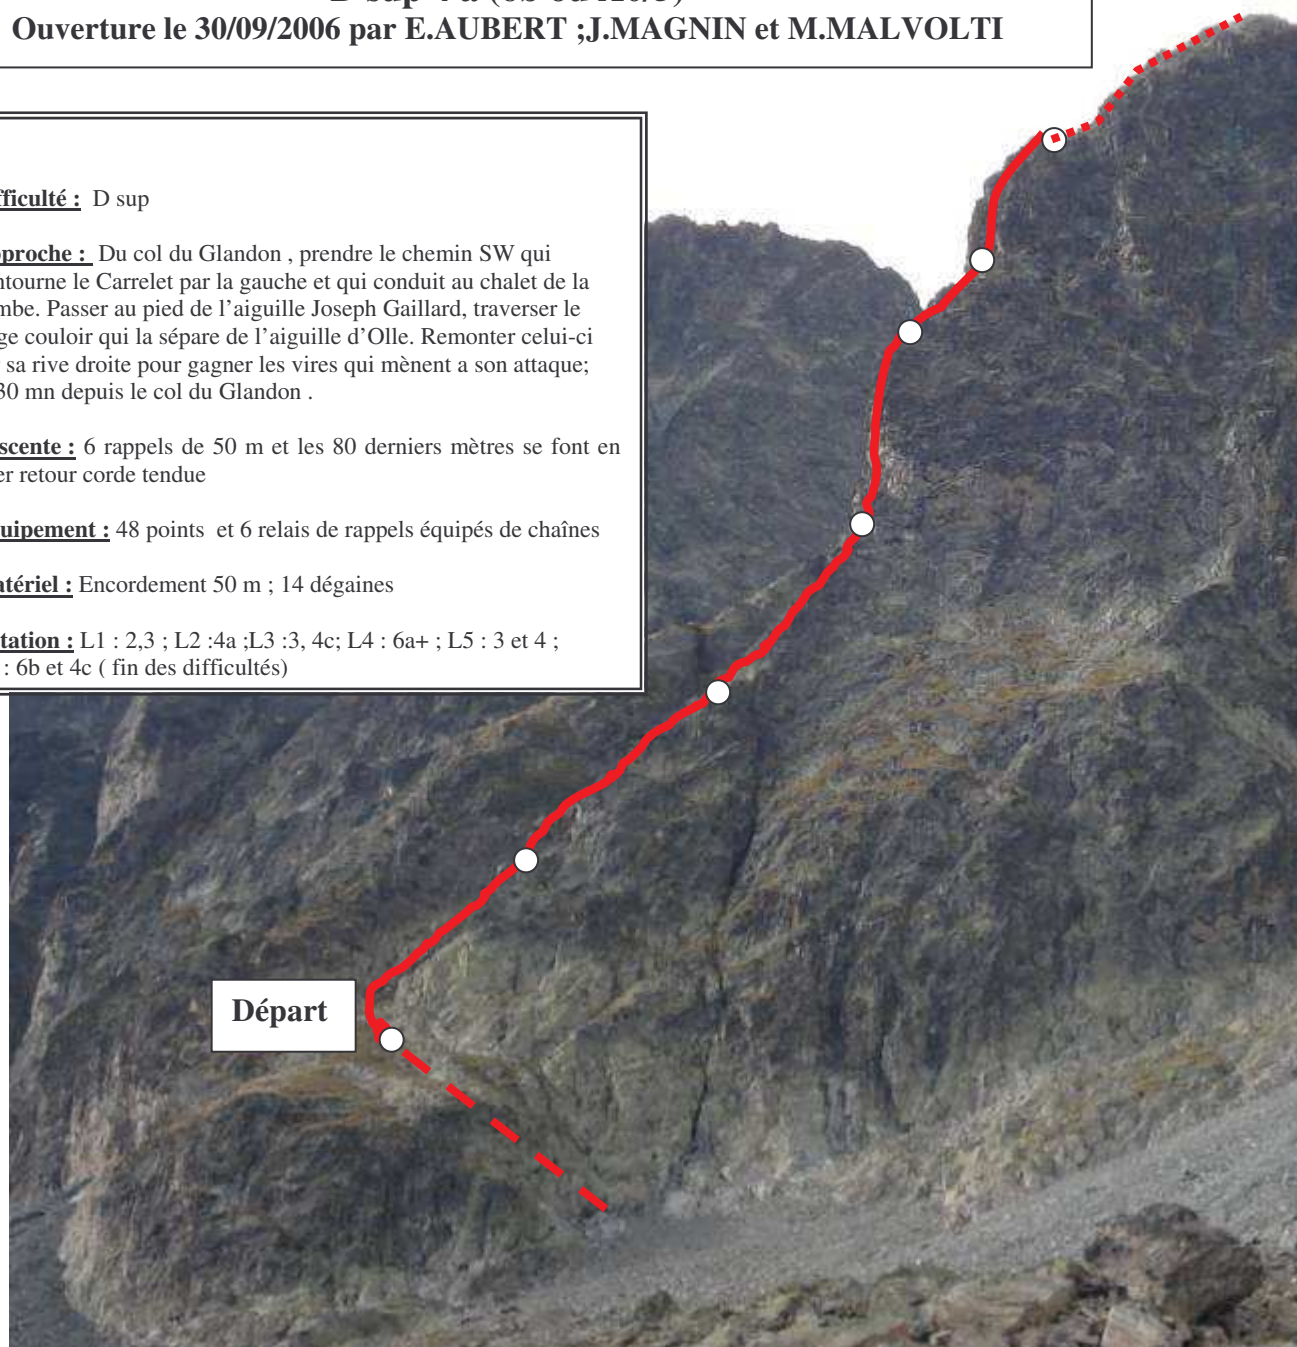 Ouverture le 30/09/2006 par E.AUBERT ;J.MAGNIN et M.MALVOLTI
fficulté : D sup
proche : Du col du Glandon , prendre le chemin SW qui
ntourne le Carrelet par la gauche et qui conduit au chalet de la
mbe. Passer au pied de l’aiguille Joseph Gaillard, traverser le
ge couloir qui la sépare de l’aiguille d’Olle. Remonter celui-ci
sa rive droite pour gagner les vires qui mènent a son attaque;
30 mn depuis le col du Glandon .
scente : 6 rappels de 50 m et les 80 derniers mètres se font en
er retour corde tendue
uipement : 48 points et 6 relais de rappels équipés de chaînes
atériel : Encordement 50 m ; 14 dégaines
tation : L1 : 2,3 ; L2 :4a ;L3 :3, 4c; L4 : 6a+ ; L5 : 3 et 4 ;
: 6b et 4c ( fin des difficultés)
Départ